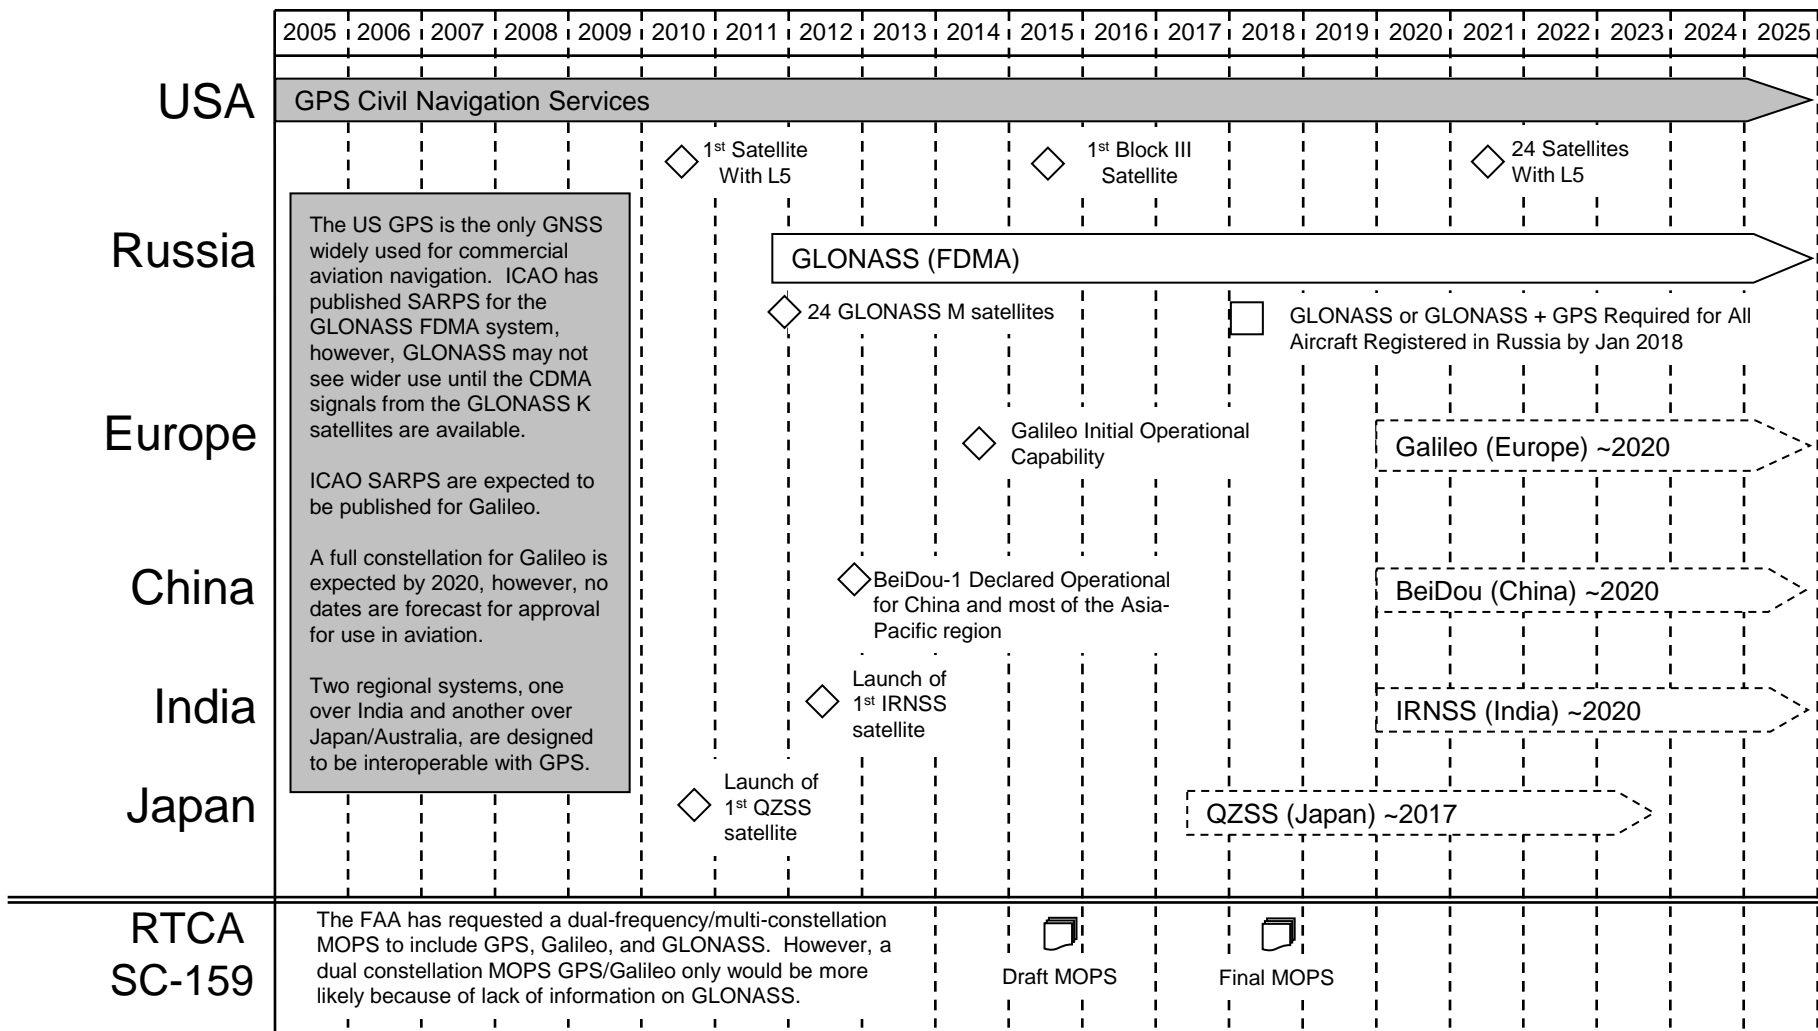 2005 2006 2007 2008 2009 2010 2011 2012 2013 2014 2015 2016 2017 2018 2019 2020 2021 2022 2023 2024 2025
USA
GPS Civil Navigation Services
1st Satellite
With L5
1st Block III
Satellite
24 Satellites
With L5
The US GPS is the only GNSS
widely used for commercial
aviation navigation. ICAO has
published SARPS for the
GLONASS FDMA system,
however, GLONASS may not
see wider use until the CDMA
signals from the GLONASS K
satellites are available.
ICAO SARPS are expected to
be published for Galileo.
A full constellation for Galileo is
expected by 2020, however, no
dates are forecast for approval
for use in aviation.
Two regional systems, one
over India and another over
Japan/Australia, are designed
to be interoperable with GPS.
Russia
GLONASS (FDMA)
24 GLONASS M satellites
GLONASS or GLONASS + GPS Required for All
Aircraft Registered in Russia by Jan 2018
Europe
Galileo Initial Operational
Capability
Galileo (Europe) ~2020
China
BeiDou-1 Declared Operational
for China and most of the Asia-
Pacific region
BeiDou (China) ~2020
India
Launch of
1st IRNSS
satellite
IRNSS (India) ~2020
Japan
Launch of
1st QZSS
satellite
QZSS (Japan) ~2017
RTCA
SC-159
The FAA has requested a dual-frequency/multi-constellation
MOPS to include GPS, Galileo, and GLONASS. However, a
dual constellation MOPS GPS/Galileo only would be more
likely because of lack of information on GLONASS.
Draft MOPS
Final MOPS